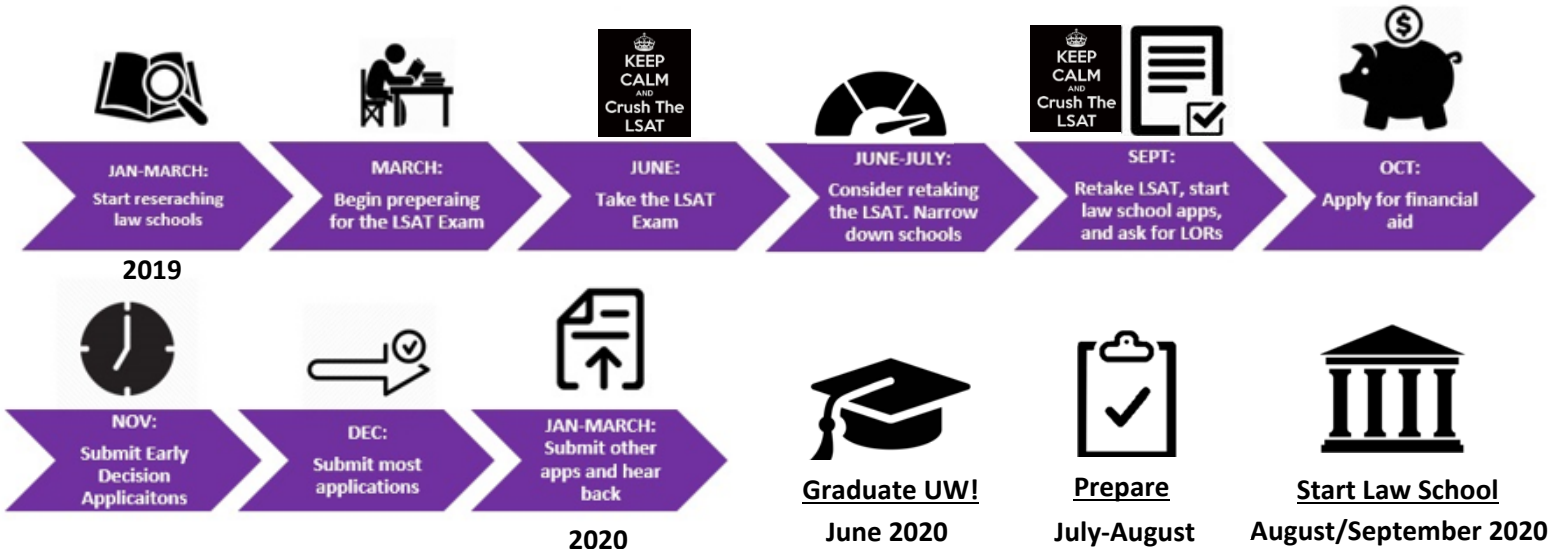 KEEP
CALM
AND
Crush The
LSAT
KEEP
CALM
AND
Crush The
LSAT
$
JAN-MARCH:
Start reseraching
law schools
MARCH:
Begin preperaing
for the LSAT Exam
JUNE:
Take the LSAT
Exam
JUNE-JULY:
Consider retaking
the LSAT. Narrow
down schools
SEPT:
Retake LSAT, start
law school apps,
and ask for LORs
OCT:
Apply for financial
aid
2019
NOV:
Submit Early
Decision
Applicaitons
DEC:
Submit most
applications
JAN-MARCH:
Submit other
apps and hear
back
2020
Graduate UW!
June 2020
Prepare
July-August
Start Law School
August/September 2020